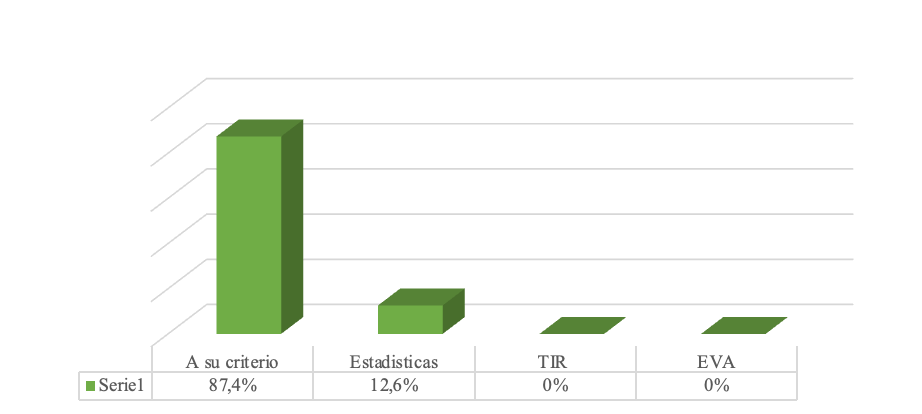 A su criterio Estadisticas TIR EVA
Serie1 87,4% 12,6% 0% 0%